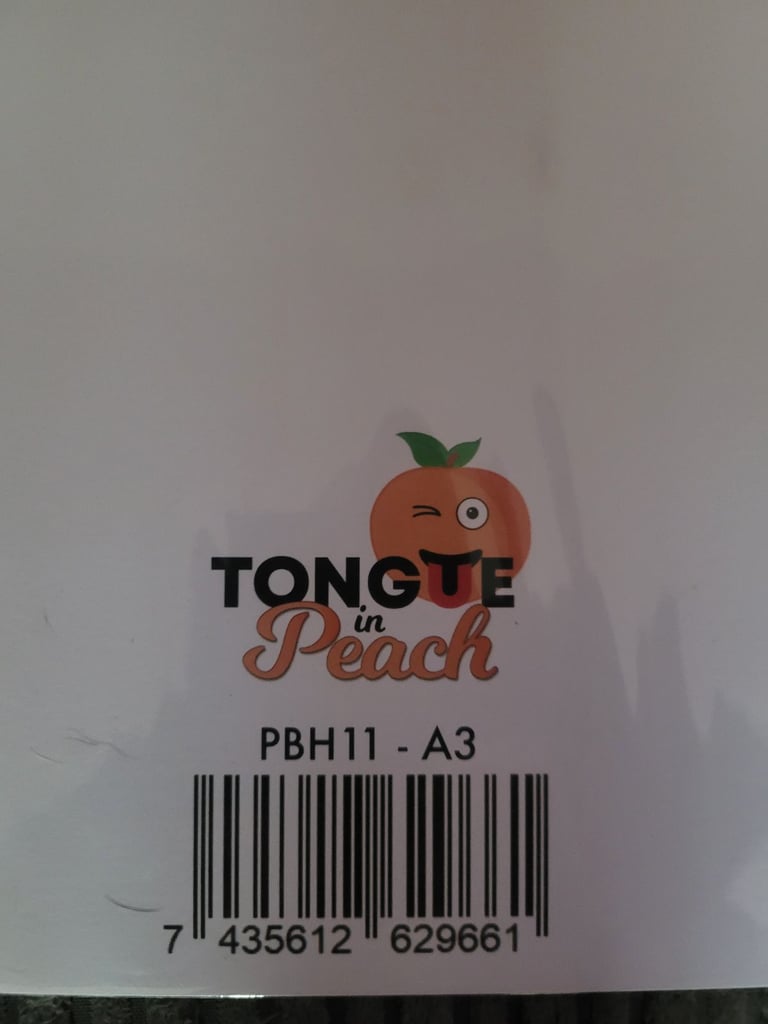 TONGUE
in
Peach
PBH11 - A3
7 435612 629661